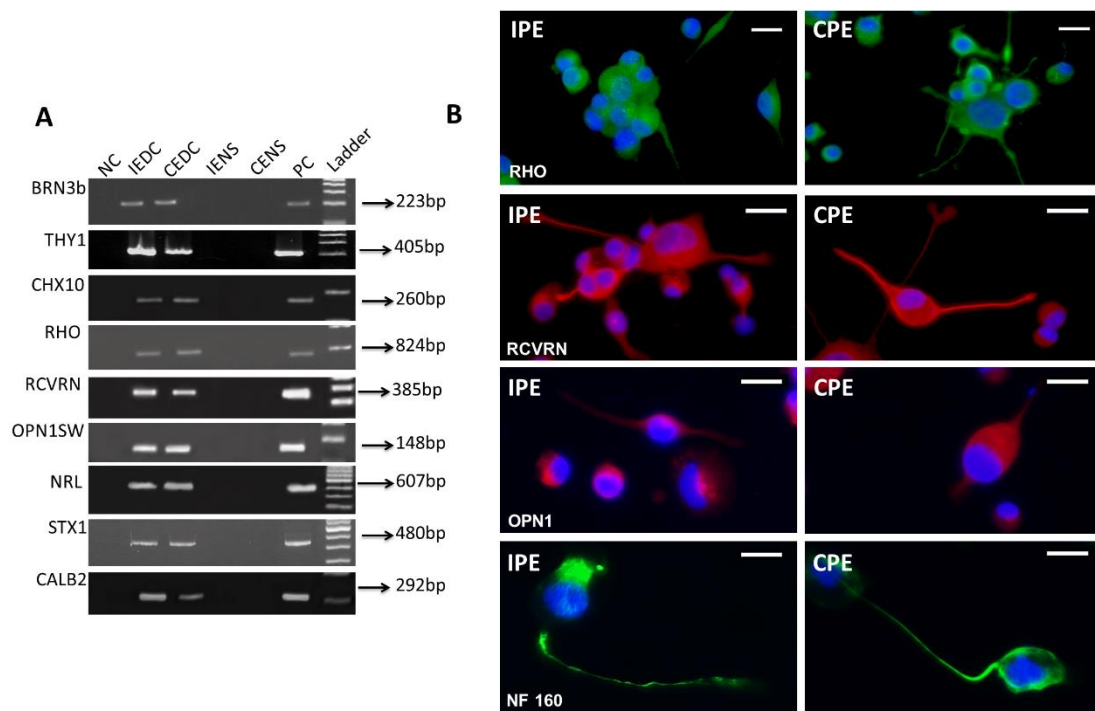 A
NC IEDC CEDC IENS CENS PC Ladder
BRN3b 223bp
THY1 405bp
CHX10 260bp
RHO 824bp
RCVRN 385bp
OPN1SW 148bp
NRL 607bp
STX1 480bp
CALB2 292bp
B
IPE CPE
RHO
IPE CPE
RCVRN
IPE CPE
OPN1
IPE CPE
NF 160